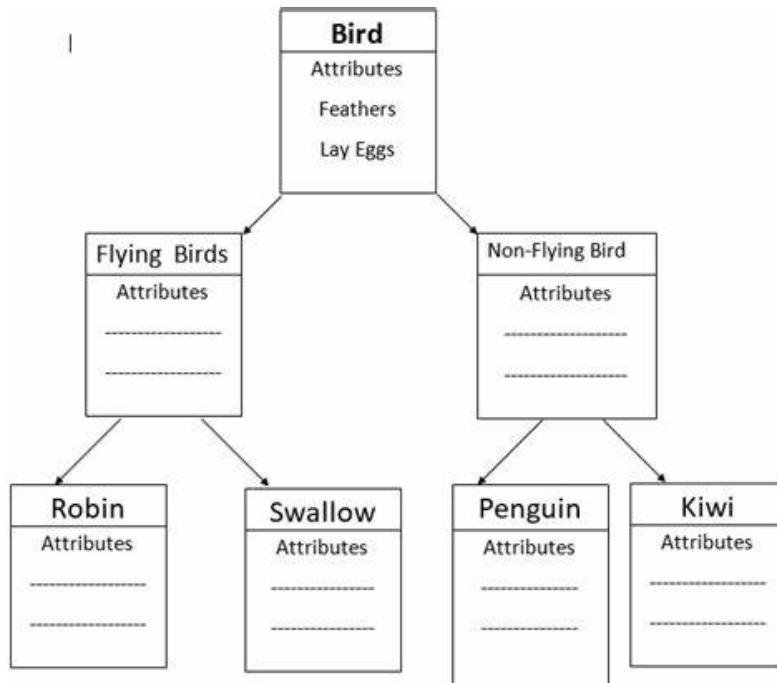 Bird
Attributes
Feathers
Lay Eggs
Flying Birds
Attributes
--------------------
--------------------
Non-Flying Bird
Attributes
--------------------
--------------------
Robin
Attributes
--------------------
--------------------
Swallow
Attributes
------------------
------------------
Penguin
Attributes
-----------------
-----------------
Kiwi
Attributes
--------------------
--------------------